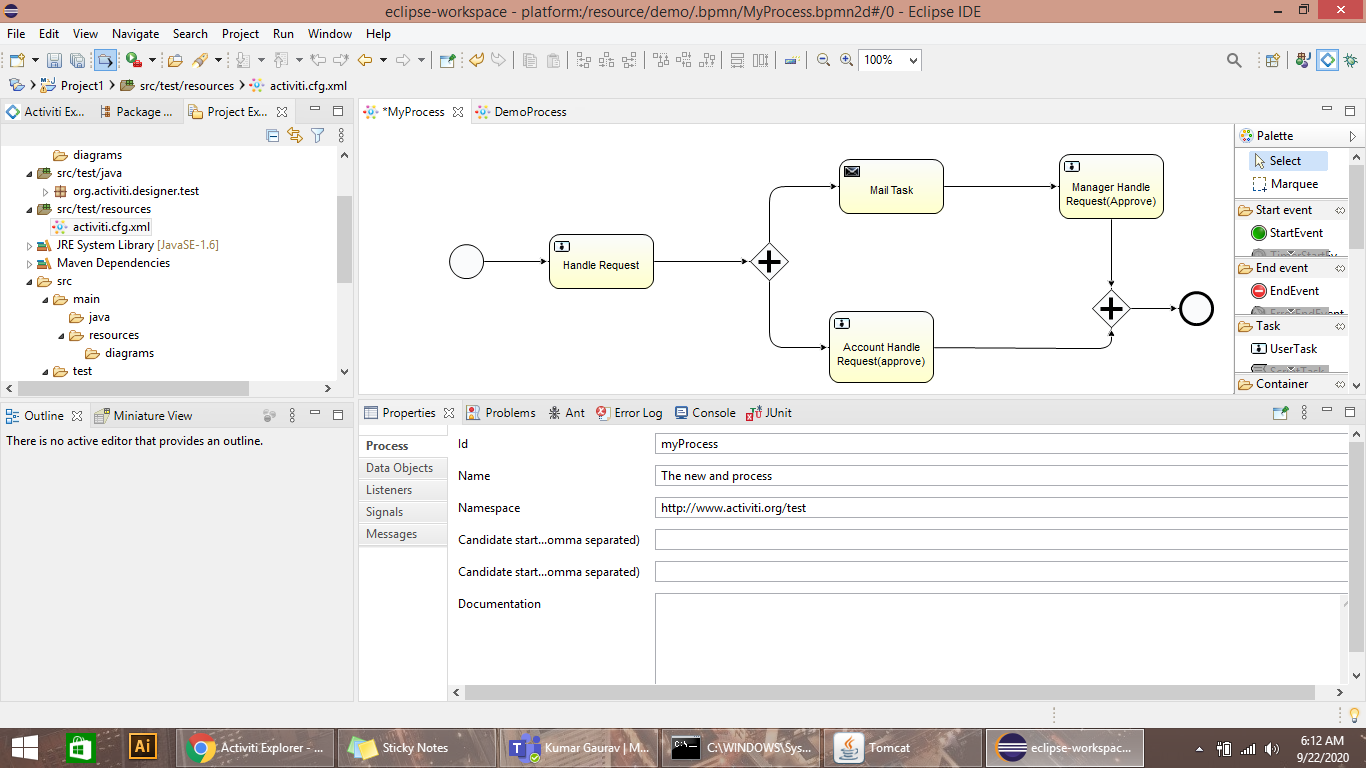 eclipse-workspace - platform:/resource/demo/.bpmn/MyProcess.bpmn2d#/0 - Eclipse IDE
File Edit View Navigate Search Project Run Window Help
100%
Project1 src/test/resources activiti.cfg.xml
Activiti Ex... Package ... Project Ex...
diagrams
src/test/java
org.activiti.designer.test
src/test/resources
activiti.cfg.xml
JRE System Library [JavaSE-1.6]
Maven Dependencies
src
main
java
resources
diagrams
test
*MyProcess DemoProcess
Handle Request
Mail Task
Manager Handle
Request(Approve)
Account Handle
Request(approve)
Palette
Select
Marquee
Start event
StartEvent
End event
EndEvent
Task
UserTask
Container
Outline Miniature View
There is no active editor that provides an outline.
Properties Problems Ant Error Log Console JUnit
Process
Data Objects
Listeners
Signals
Messages
Id myProcess
Name The new and process
Namespace http://www.activiti.org/test
Candidate start...omma separated)
Candidate start...omma separated)
Documentation
Ai
Activiti Explorer - ...
Sticky Notes
Kumar Gaurav | M...
C:\WINDOWS\Sys...
Tomcat
eclipse-workspac...
6:12 AM
9/22/2020